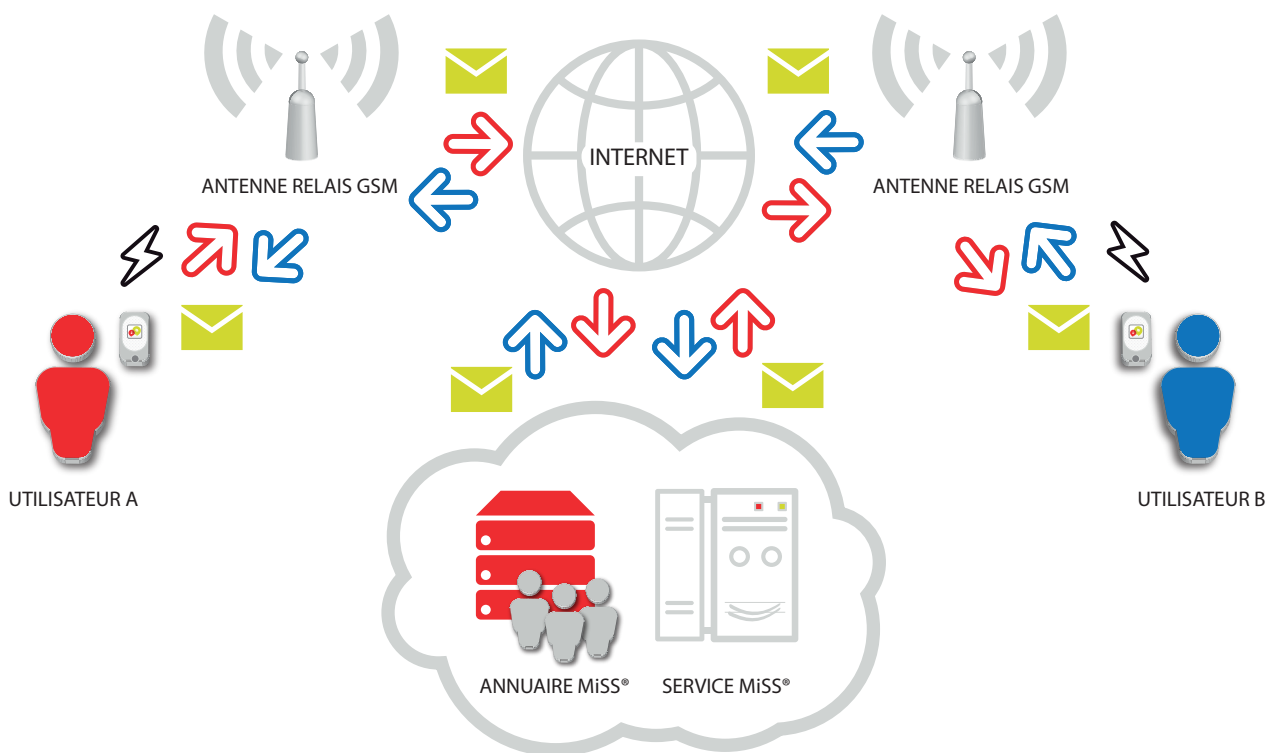 INTERNET
ANTENNE RELAIS GSM
ANTENNE RELAIS GSM
UTILISATEUR A
UTILISATEUR B
ANNUAIRE MiSS®
SERVICE MiSS®